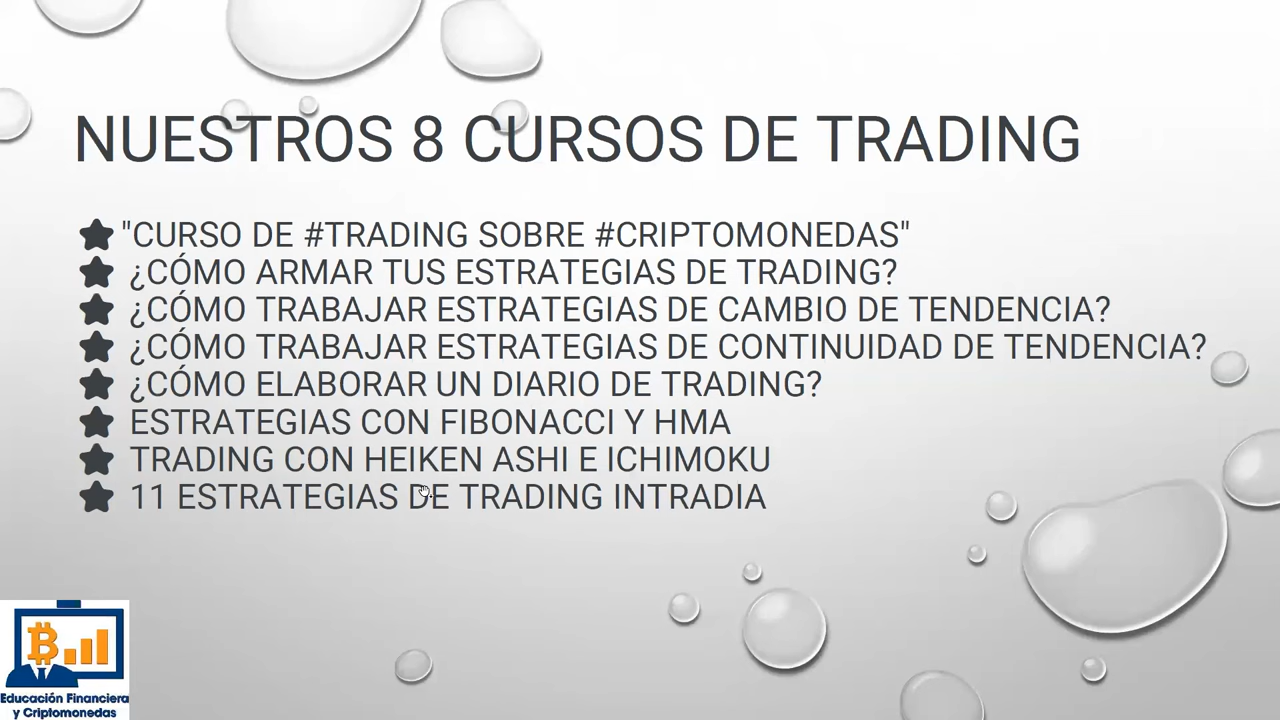 NUESTROS 8 CURSOS DE TRADING
"CURSO DE #TRADING SOBRE #CRIPTOMONEDAS"
¿CÓMO ARMAR TUS ESTRATEGIAS DE TRADING?
¿CÓMO TRABAJAR ESTRATEGIAS DE CAMBIO DE TENDENCIA?
¿CÓMO TRABAJAR ESTRATEGIAS DE CONTINUIDAD DE TENDENCIA?
¿CÓMO ELABORAR UN DIARIO DE TRADING?
ESTRATEGIAS CON FIBONACCI Y HMA
TRADING CON HEIKEN ASHI E ICHIMOKU
11 ESTRATEGIAS DE TRADING INTRADIA
Educación Financiera
y Criptomonedas